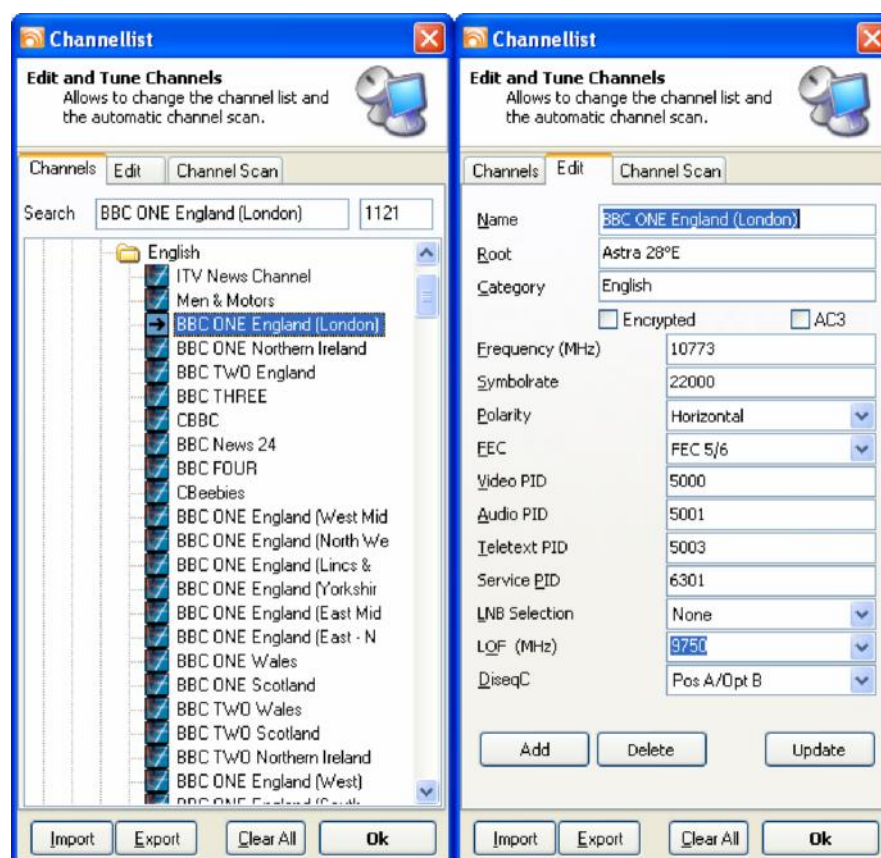 Channellist
Edit and Tune Channels
Allows to change the channel list and
the automatic channel scan.
Channels Edit Channel Scan
Search BBC ONE England (London) 1121
English
ITV News Channel
Men & Motors
BBC ONE England (London)
BBC ONE Northern Ireland
BBC TWO England
BBC THREE
CBBC
BBC News 24
BBC FOUR
CBeebies
BBC ONE England (West Mid
BBC ONE England (North We
BBC ONE England (Lincs &
BBC ONE England (Yorkshir
BBC ONE England (East Mid
BBC ONE England (East - N
BBC ONE Wales
BBC ONE Scotland
BBC TWO Wales
BBC TWO Scotland
BBC TWO Northern Ireland
BBC ONE England (West)
Import Export Clear All Ok
Channellist
Edit and Tune Channels
Allows to change the channel list and
the automatic channel scan.
Channels Edit Channel Scan
Name BBC ONE England (London)
Root Astra 28°E
Category English
Encrypted AC3
Frequency (MHz) 10773
Symbolrate 22000
Polarity Horizontal
FEC FEC 5/6
Video PID 5000
Audio PID 5001
Teletext PID 5003
Service PID 6301
LNB Selection None
LOF (MHz) 9750
DiseqC Pos A/Opt B
Add Delete Update
Import Export Clear All Ok